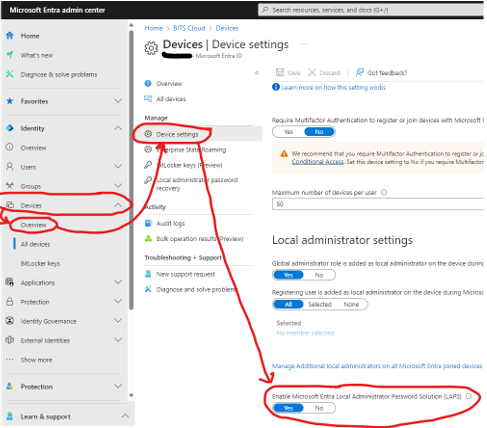 Microsoft Entra admin center
Search resources, services, and docs (G+/)
Home
What's new
Diagnose & solve problems
Favorites
Identity
Overview
Users
Groups
Devices
Overview
All devices
BitLocker keys
Applications
Protection
Identity Governance
External Identities
Show more
Protection
Learn & support
Home > BITS Cloud > Devices
Devices | Device settings
- Microsoft Entra ID
Overview
All devices
Manage
Device settings
Enterprise State Roaming
BitLocker keys (Preview)
Local administrator password
recovery
Activity
Audit logs
Bulk operation results (Preview)
Troubleshooting + Support
New support request
Diagnose and solve problems
Save Discard Got feedback?
Learn more on how this setting works
Require Multifactor Authentication to register or join devices with Microsoft
Yes No
We recommend that you require Multifactor Authentication to register or jo
Conditional Access. Set this device setting to No if you require Multifactor
Maximum number of devices per user
50
Local administrator settings
Global administrator role is added as local administrator on the device during
Yes No
Registering user is added as local administrator on the device during Microso
All Selected None
Selected
No member selected
Manage Additional local administrators on all Microsoft Entra joined devices
Enable Microsoft Entra Local Administrator Password Solution (LAPS)
Yes No